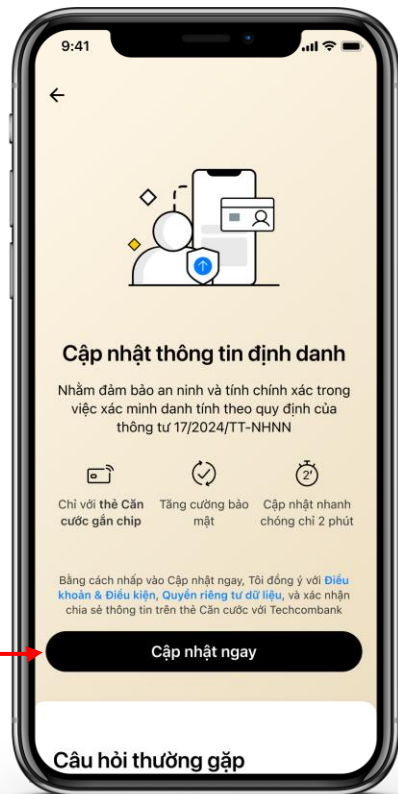 9:41
Cập nhật thông tin định danh
Nhằm đảm bảo an ninh và tính chính xác trong
việc xác minh danh tính theo quy định của
thông tư 17/2024/TT-NHNN
Chỉ với thẻ Căn
cước gắn chip
Tăng cường bảo
mật
2'
Cập nhật nhanh
chóng chỉ 2 phút
Bằng cách nhấp vào Cập nhật ngay, Tôi đồng ý với Điều
khoản & Điều kiện, Quyền riêng tư dữ liệu, và xác nhận
chia sẻ thông tin trên thẻ Căn cước với Techcombank
Cập nhật ngay
Câu hỏi thường gặp